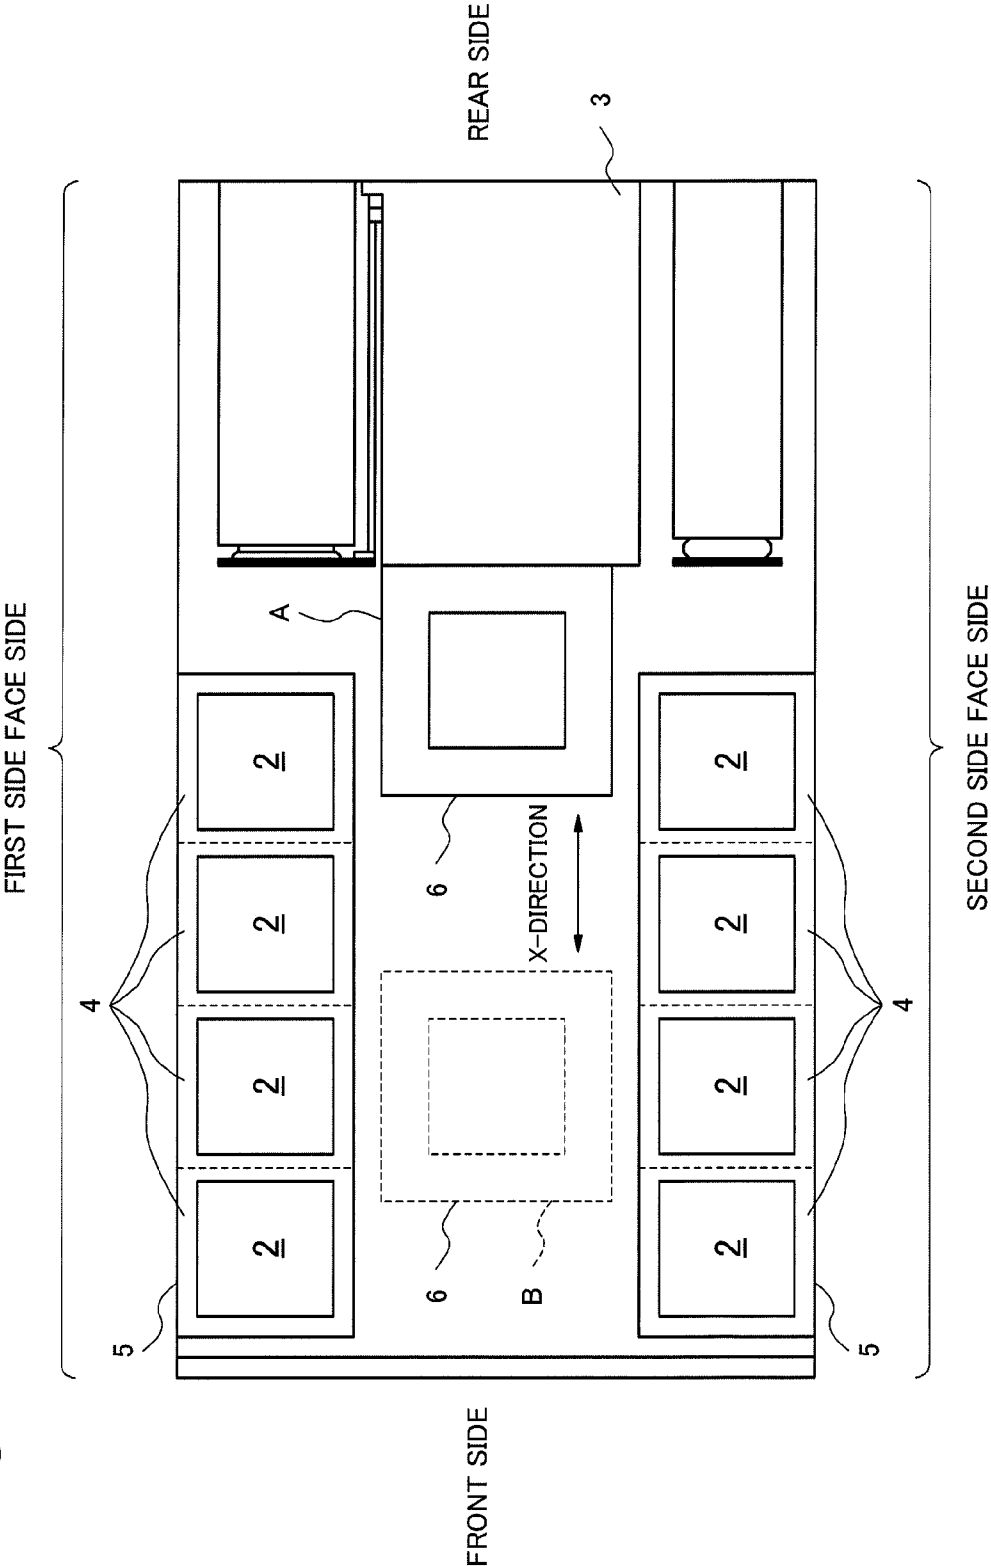 FIRST SIDE FACE SIDE
4
5
2 2 2 2
A
6 6
FRONT SIDE
REAR SIDE
B
X-DIRECTION
3
2 2 2 2
5
4
SECOND SIDE FACE SIDE